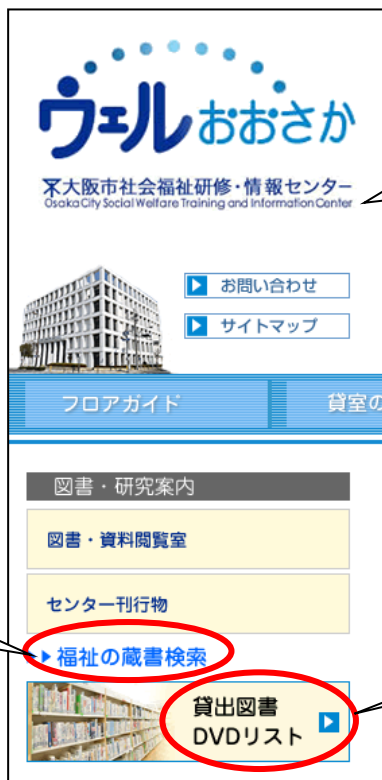 ウェルおおさか
大阪市社会福祉研修・情報センター
Osaka City Social Welfare Training and Information Center
お問い合わせ
サイトマップ
フロアガイド
貸室の
図書・研究案内
図書・資料閲覧室
センター刊行物
福祉の蔵書検索
貸出図書
DVDリスト